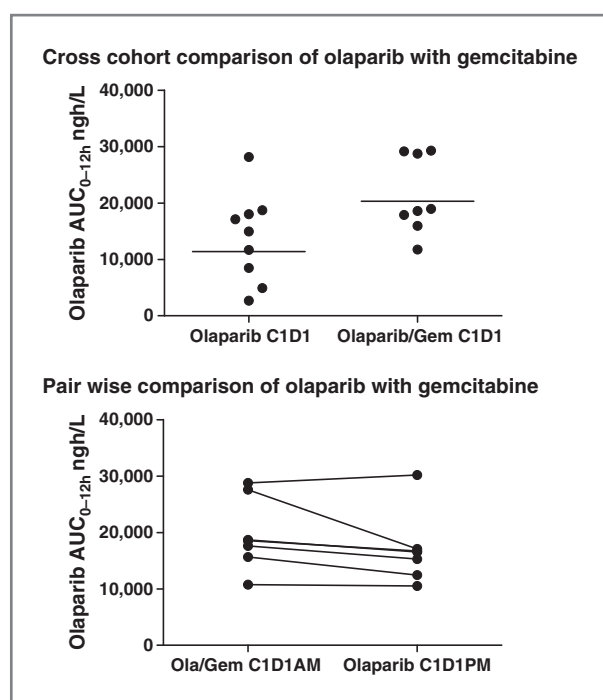 Cross cohort comparison of olaparib with gemcitabine
Olaparib AUC0–12h ngh/L
40,000
30,000
20,000
10,000
0
Olaparib C1D1 Olaparib/Gem C1D1
Pair wise comparison of olaparib with gemcitabine
Olaparib AUC0–12h ngh/L
40,000
30,000
20,000
10,000
0
Ola/Gem C1D1AM Olaparib C1D1PM